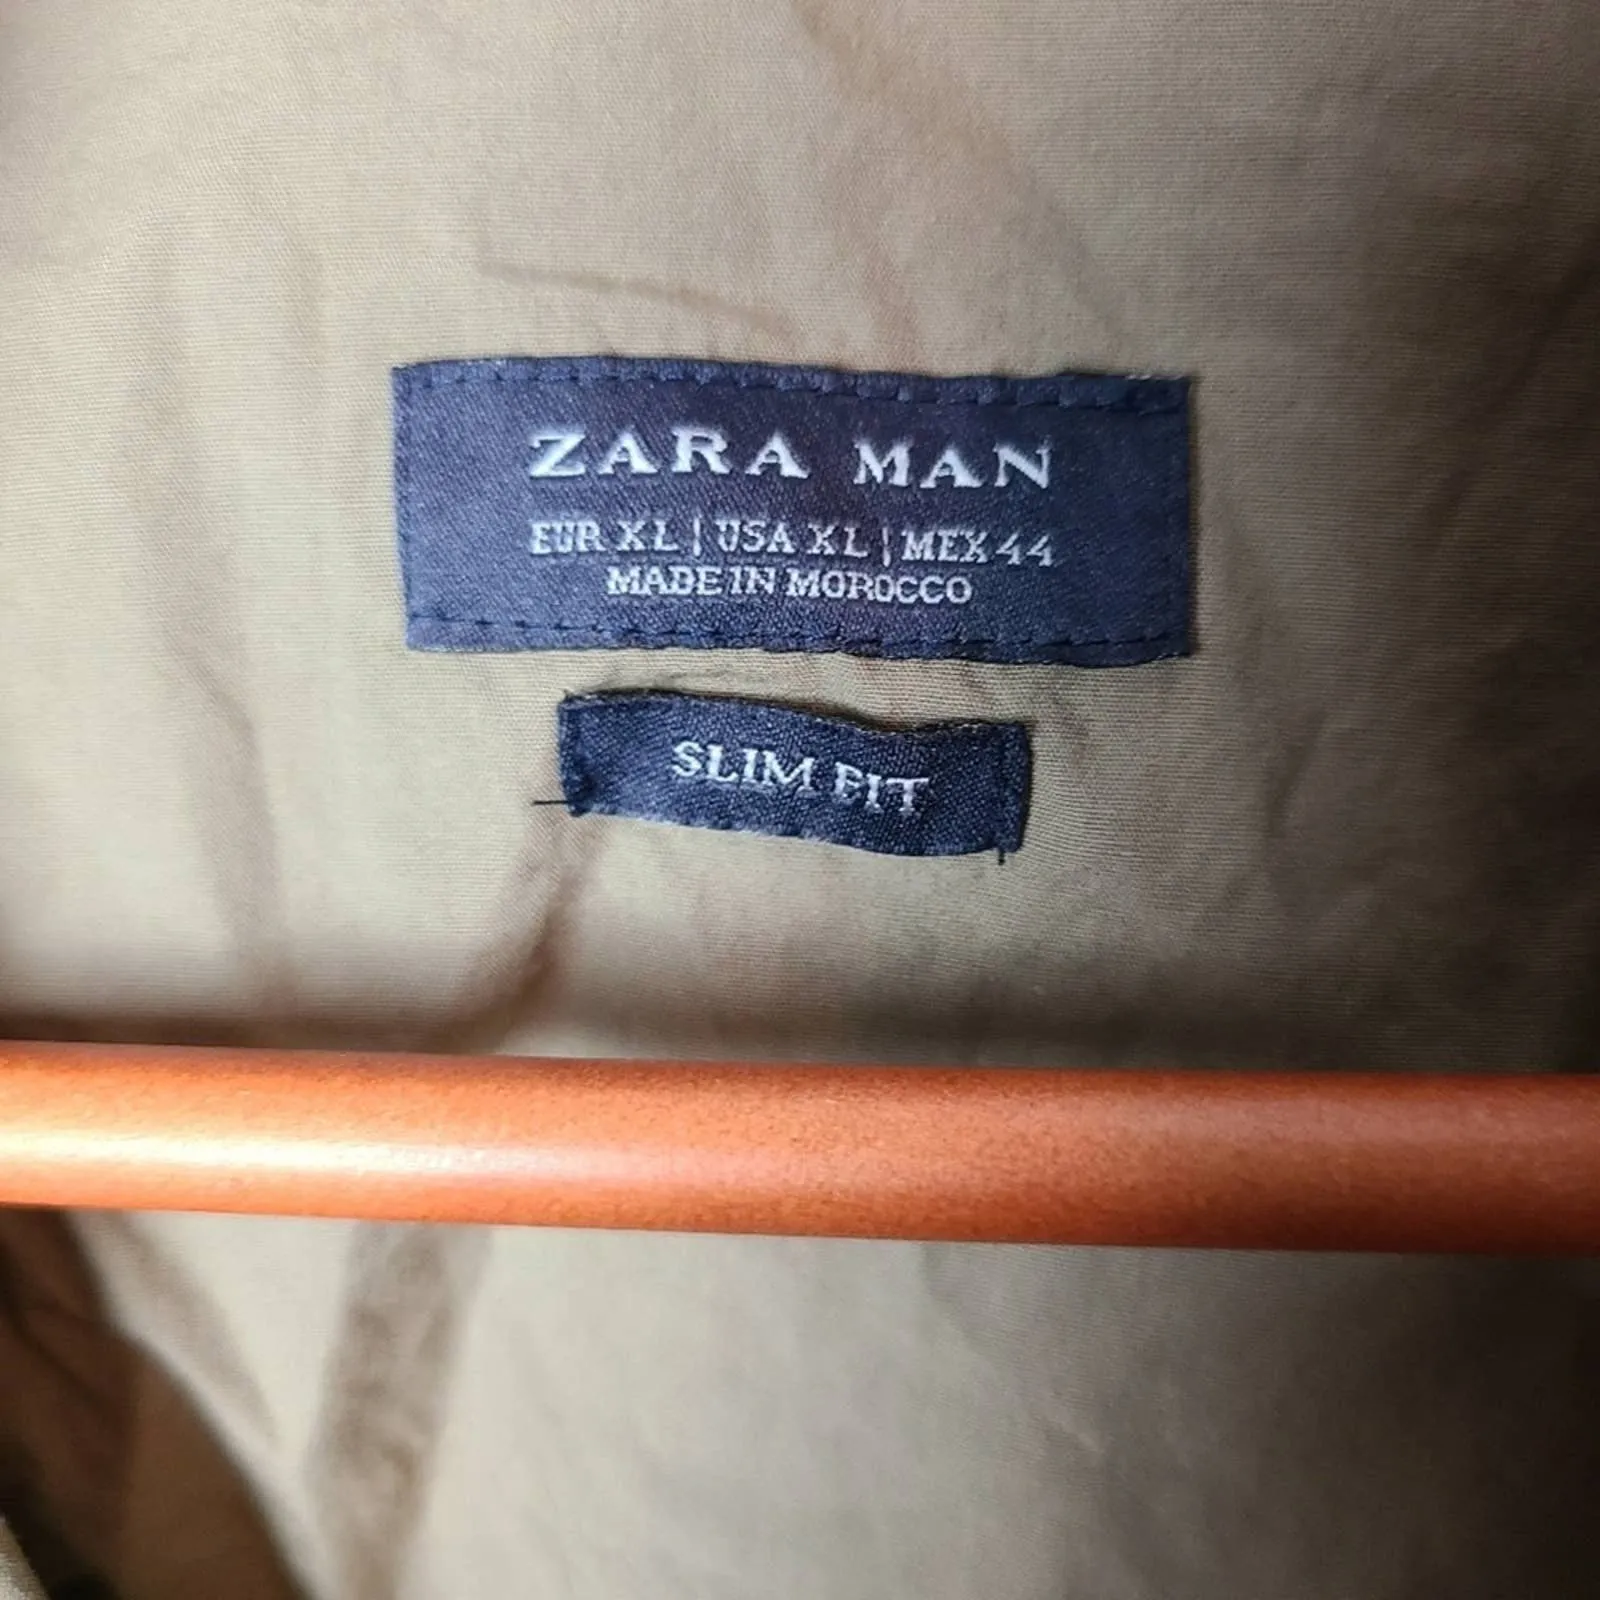 ZARA MAN
EUR XL | USA XL | MEX 44
MADE IN MOROCCO
SLIM FIT